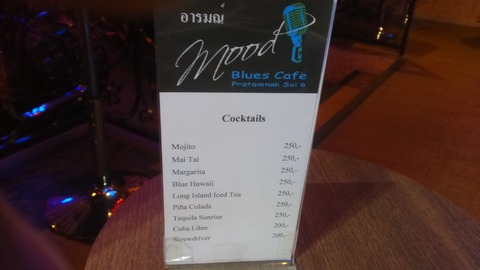 อารมณ์
mood
Blues Cafe
Pratamnak Soi 6
Cocktails
Mojito 250,-
Mai Tai 250,-
Margarita 250,-
Blue Hawaii 250,-
Long Island Iced Tea 250,-
Piña Colada 250,-
Tequila Sunrise 250,-
Cuba Libre 200,-
Screwdriver 200,-